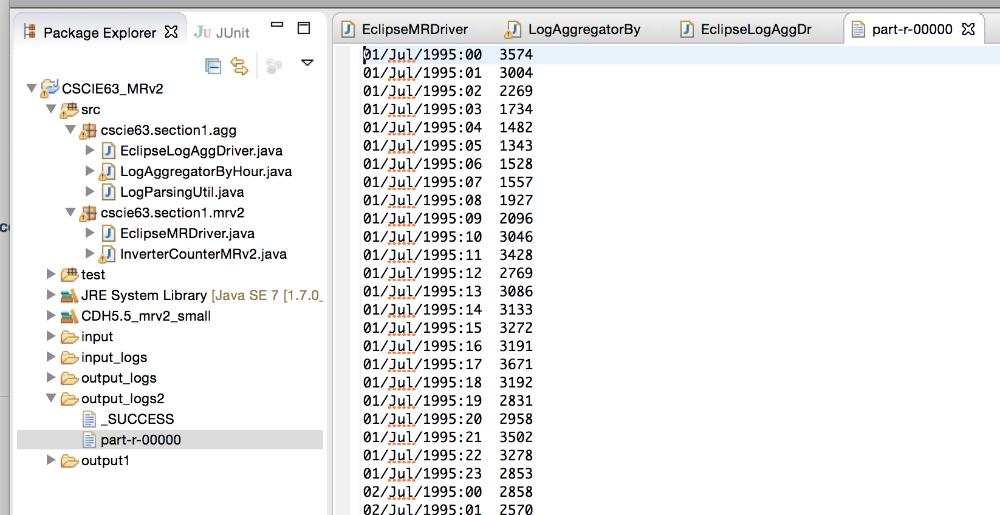 Package Explorer JUnit
CSCIE63_MRv2
src
cscie63.section1.agg
EclipseLogAggDriver.java
LogAggregatorByHour.java
LogParsingUtil.java
cscie63.section1.mrv2
EclipseMRDriver.java
InverterCounterMRv2.java
test
JRE System Library [Java SE 7 [1.7.0_
CDH5.5_mrv2_small
input
input_logs
output_logs
output_logs2
_SUCCESS
part-r-00000
output1
EclipseMRDriver LogAggregatorBy EclipseLogAggDr part-r-00000
01/Jul/1995:00 3574
01/Jul/1995:01 3004
01/Jul/1995:02 2269
01/Jul/1995:03 1734
01/Jul/1995:04 1482
01/Jul/1995:05 1343
01/Jul/1995:06 1528
01/Jul/1995:07 1557
01/Jul/1995:08 1927
01/Jul/1995:09 2096
01/Jul/1995:10 3046
01/Jul/1995:11 3428
01/Jul/1995:12 2769
01/Jul/1995:13 3086
01/Jul/1995:14 3133
01/Jul/1995:15 3272
01/Jul/1995:16 3191
01/Jul/1995:17 3671
01/Jul/1995:18 3192
01/Jul/1995:19 2831
01/Jul/1995:20 2958
01/Jul/1995:21 3502
01/Jul/1995:22 3278
01/Jul/1995:23 2853
02/Jul/1995:00 2858
02/Jul/1995:01 2570